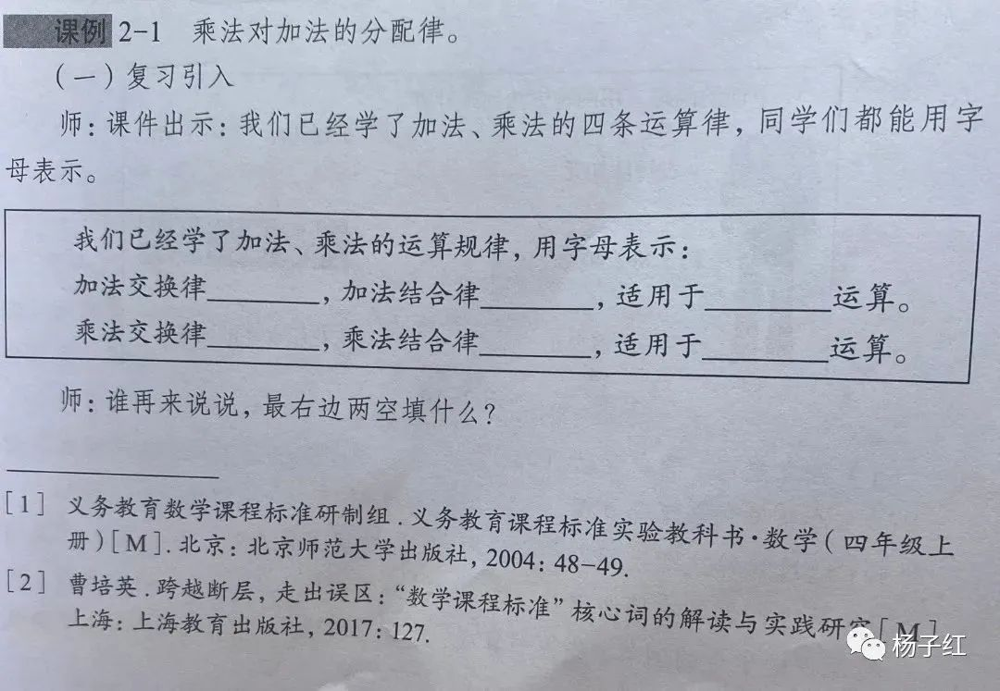 课例 2-1 乘法对加法的分配律。
（一）复习引入
师：课件出示：我们已经学了加法、乘法的四条运算律，同学们都能用字
母表示。
我们已经学了加法、乘法的运算规律，用字母表示：
加法交换律________，加法结合律________，适用于________运算。
乘法交换律________，乘法结合律________，适用于________运算。
师：谁再来说说，最右边两空填什么？
[1] 义务教育数学课程标准研制组.义务教育课程标准实验教科书·数学（四年级上
册）[M].北京：北京师范大学出版社，2004：48-49.
[2] 曹培英.跨越断层，走出误区：“数学课程标准”核心词的解读与实践研究[M]
上海：上海教育出版社，2017：127.
杨子红